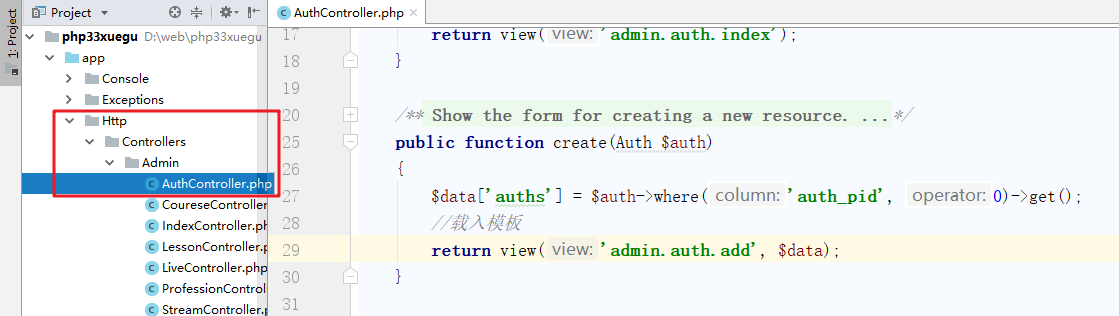 1: Project
Project
php33xuegu D:\web\php33xuegu
app
Console
Exceptions
Http
Controllers
Admin
AuthController.php
CoureseController
IndexController.ph
LessonController.p
LiveController.php
ProfessionControlle
StreamController.p
AuthController.php
17 return view( view: 'admin.auth.index');
18 }
19
20 /** Show the form for creating a new resource. ...*/
25 public function create(Auth $auth)
26 {
27 $data['auths'] = $auth->where( column: 'auth_pid', operator: 0)->get();
28 //载入模板
29 return view( view: 'admin.auth.add', $data);
30 }
31